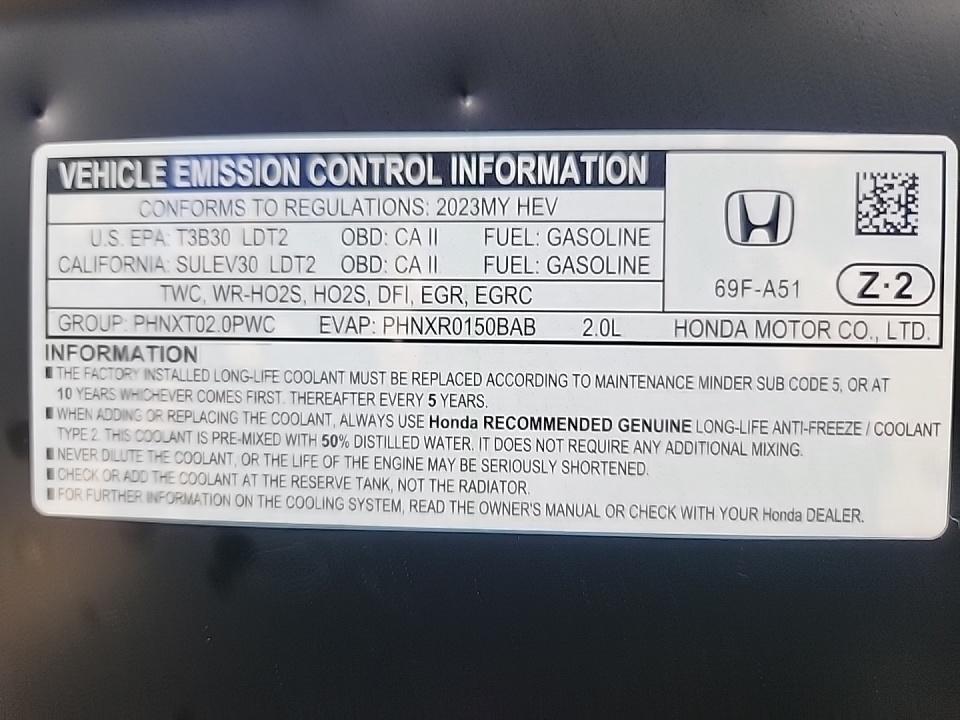 VEHICLE EMISSION CONTROL INFORMATION
CONFORMS TO REGULATIONS: 2023MY HEV
U.S. EPA: T3B30 LDT2 OBD: CA II FUEL: GASOLINE
CALIFORNIA: SULEV30 LDT2 OBD: CA II FUEL: GASOLINE
TWC, WR-HO2S, HO2S, DFI, EGR, EGRC
69F-A51 Z·2
GROUP: PHNXT02.0PWC EVAP: PHNXR0150BAB 2.0L HONDA MOTOR CO., LTD.
INFORMATION
THE FACTORY INSTALLED LONG-LIFE COOLANT MUST BE REPLACED ACCORDING TO MAINTENANCE MINDER SUB CODE 5, OR AT
10 YEARS WHICHEVER COMES FIRST. THEREAFTER EVERY 5 YEARS.
WHEN ADDING OR REPLACING THE COOLANT, ALWAYS USE Honda RECOMMENDED GENUINE LONG-LIFE ANTI-FREEZE / COOLANT
TYPE 2. THIS COOLANT IS PRE-MIXED WITH 50% DISTILLED WATER. IT DOES NOT REQUIRE ANY ADDITIONAL MIXING.
NEVER DILUTE THE COOLANT, OR THE LIFE OF THE ENGINE MAY BE SERIOUSLY SHORTENED.
CHECK OR ADD THE COOLANT AT THE RESERVE TANK, NOT THE RADIATOR.
FOR FURTHER INFORMATION ON THE COOLING SYSTEM, READ THE OWNER'S MANUAL OR CHECK WITH YOUR Honda DEALER.